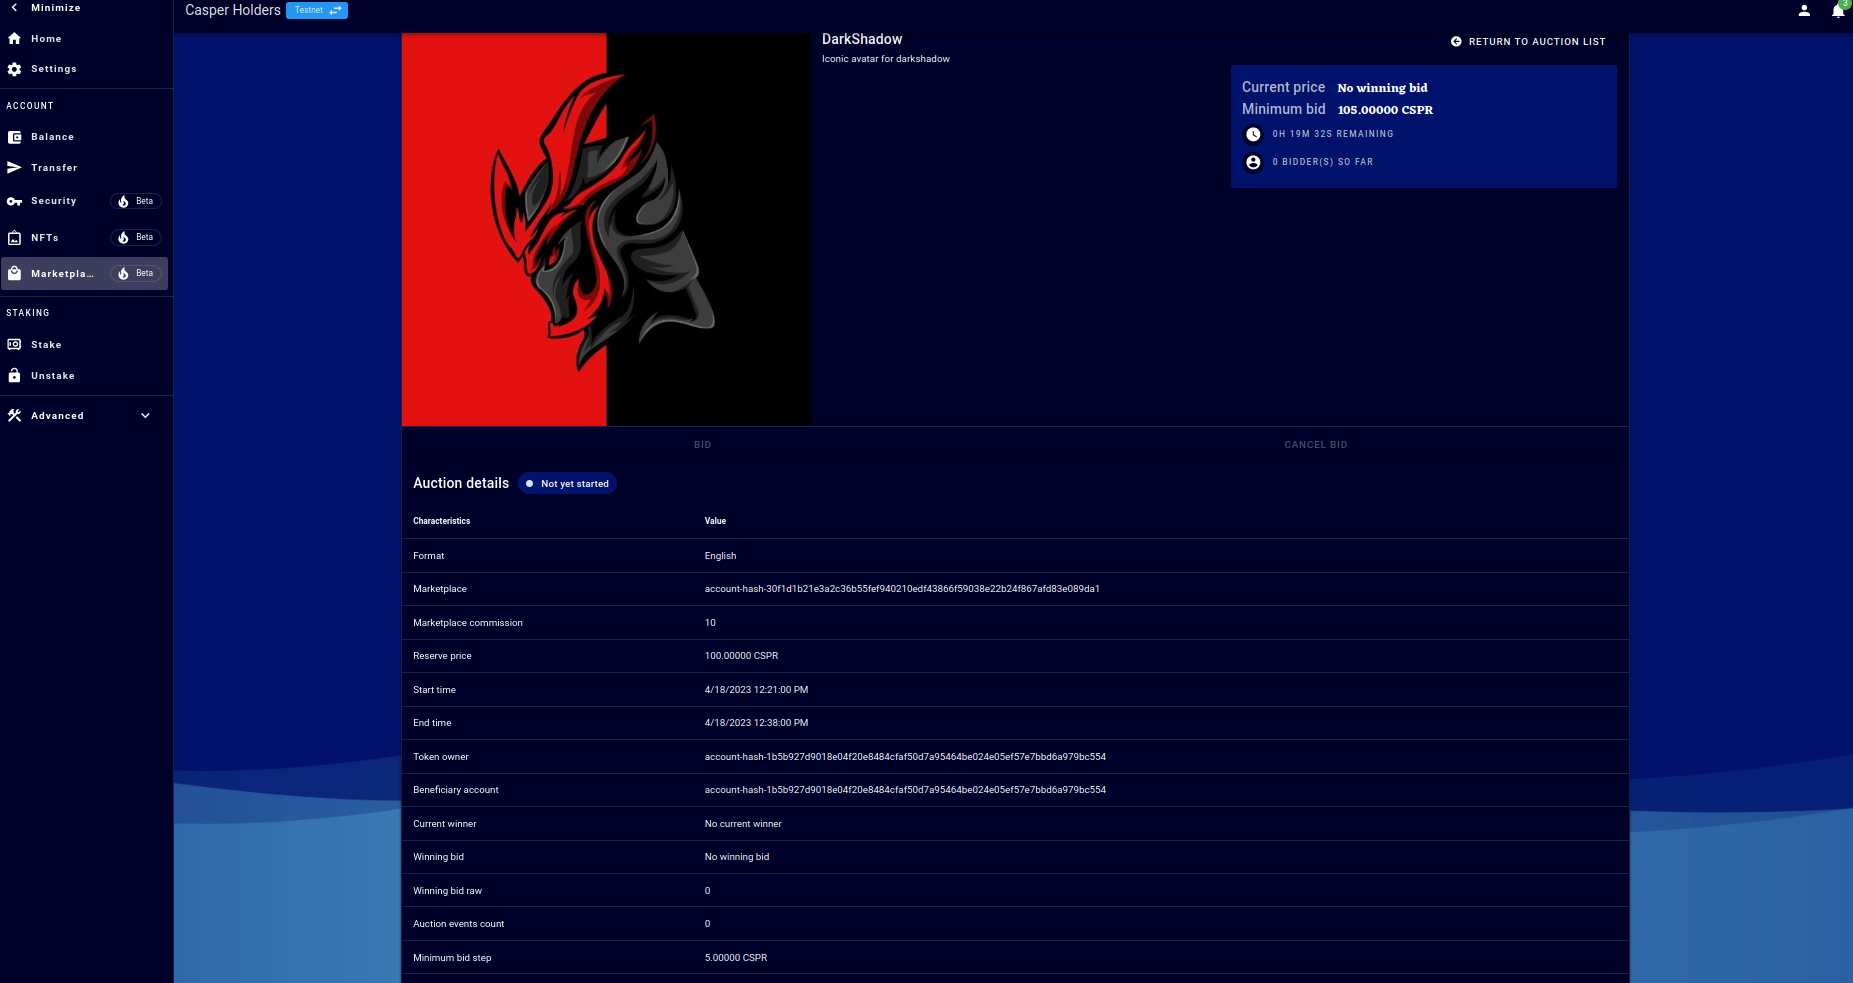 Minimize
Casper Holders
Testnet
3
Home
Settings
ACCOUNT
Balance
Transfer
Security
Beta
NFTs
Beta
Marketpla...
Beta
STAKING
Stake
Unstake
Advanced
DarkShadow
Iconic avatar for darkshadow
RETURN TO AUCTION LIST
Current price No winning bid
Minimum bid 105.00000 CSPR
0H 19M 32S REMAINING
0 BIDDER(S) SO FAR
BID
CANCEL BID
Auction details
Not yet started
Characteristics Value
Format English
Marketplace account-hash-30f1d1b21e3a2c36b55fef940210edf43866f59038e22b24f867afd83e089da1
Marketplace commission 10
Reserve price 100.00000 CSPR
Start time 4/18/2023 12:21:00 PM
End time 4/18/2023 12:38:00 PM
Token owner account-hash-1b5b927d9018e04f20e8484cfaf50d7a95464be024e05ef57e7bbd6a979bc554
Beneficiary account account-hash-1b5b927d9018e04f20e8484cfaf50d7a95464be024e05ef57e7bbd6a979bc554
Current winner No current winner
Winning bid No winning bid
Winning bid raw 0
Auction events count 0
Minimum bid step 5.00000 CSPR